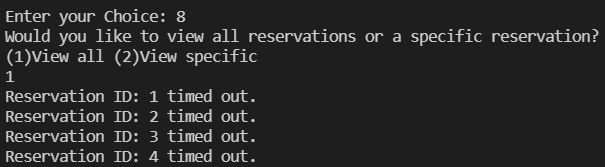 Enter your Choice: 8
Would you like to view all reservations or a specific reservation?
(1)View all (2)View specific
1
Reservation ID: 1 timed out.
Reservation ID: 2 timed out.
Reservation ID: 3 timed out.
Reservation ID: 4 timed out.